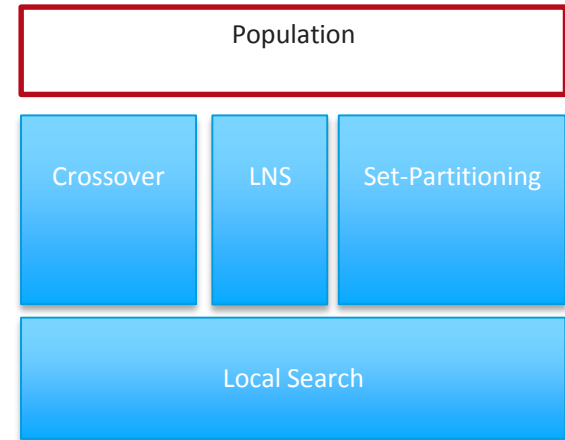 Population
Crossover
LNS
Set-Partitioning
Local Search